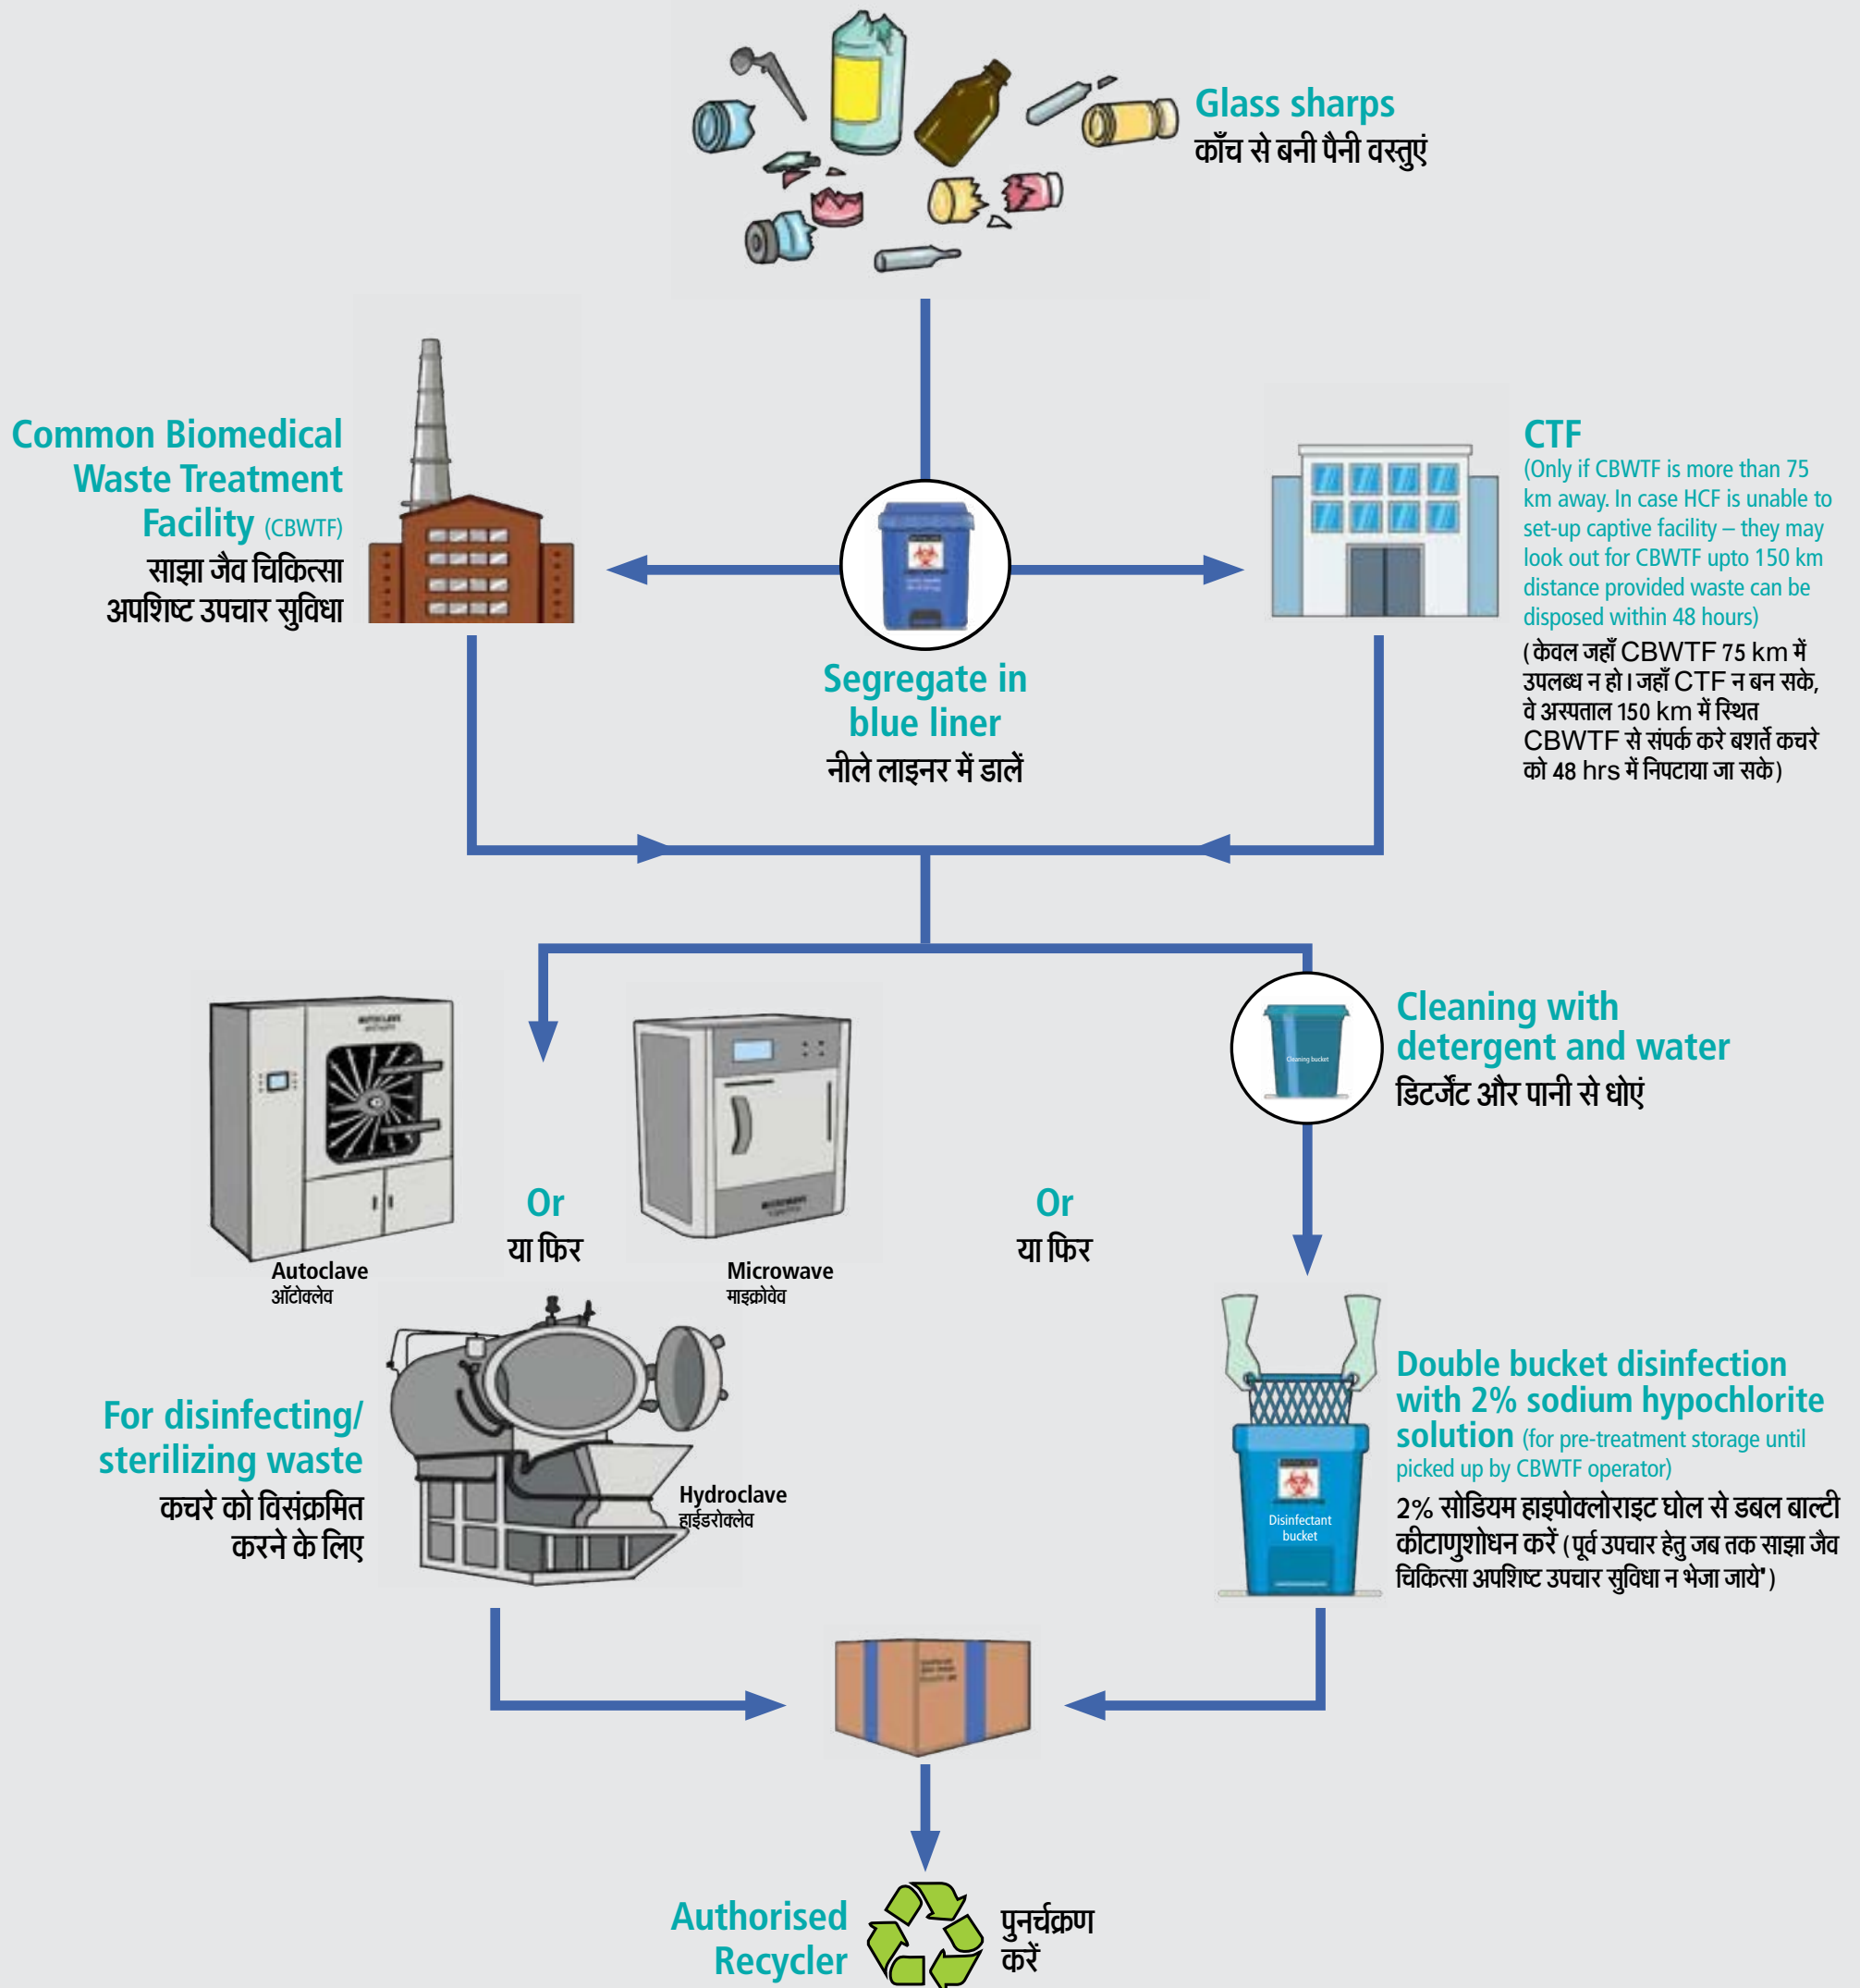 Glass sharps
काँच से बनी पैनी वस्तुएं
Common Biomedical
Waste Treatment
Facility (CBWTF)
साझा जैव चिकित्सा
अपशिष्ट उपचार सुविधा
CTF
(Only if CBWTF is more than 75
km away. In case HCF is unable to
set-up captive facility – they may
look out for CBWTF upto 150 km
distance provided waste can be
disposed within 48 hours)
(केवल जहाँ CBWTF 75 km में
उपलब्ध न हो। जहाँ CTF न बन सके,
वे अस्पताल 150 km में स्थित
CBWTF से संपर्क करे बशर्ते कचरे
को 48 hrs में निपटाया जा सके)
Segregate in
blue liner
नीले लाइनर में डालें
AUTOCLAVE
Cleaning bucket
Cleaning with
detergent and water
डिटर्जेंट और पानी से धोएं
Or
या फिर
MICROWAVE
Or
या फिर
Autoclave
ऑटोक्लेव
Microwave
माइक्रोवेव
For disinfecting/
sterilizing waste
कचरे को विसंक्रमित
करने के लिए
Hydroclave
हाईडरोक्लेव
Disinfectant
bucket
Double bucket disinfection
with 2% sodium hypochlorite
solution (for pre-treatment storage until
picked up by CBWTF operator)
2% सोडियम हाइपोक्लोराइट घोल से डबल बाल्टी
कीटाणुशोधन करें (पूर्व उपचार हेतु जब तक साझा जैव
चिकित्सा अपशिष्ट उपचार सुविधा न भेजा जाये")
Authorised
Recycler
पुनर्चक्रण
करें